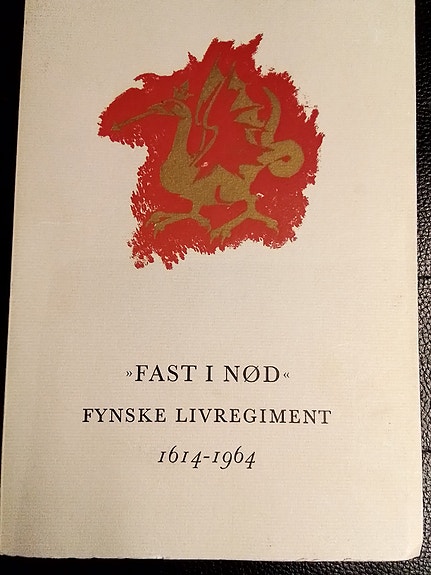 »FAST I NØD«
FYNSKE LIVREGIMENT
1614-1964